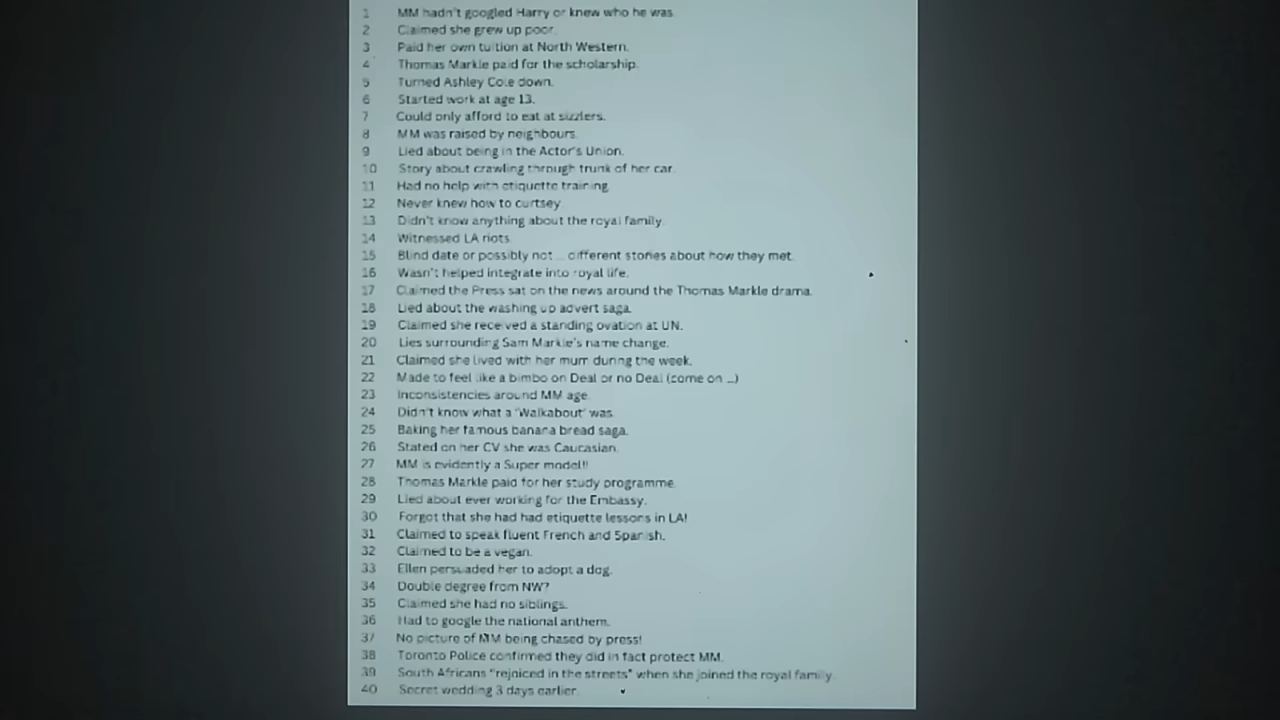 1 MM hadn't googled Harry or knew who he was.
2 Claimed she grew up poor.
3 Paid her own tuition at North Western.
4 Thomas Markle paid for the scholarship.
5 Turned Ashley Cole down.
6 Started work at age 13.
7 Could only afford to eat at sizzlers.
8 MM was raised by neighbours.
9 Lied about being in the Actor's Union.
10 Story about crawling through trunk of her car.
11 Had no help with etiquette training.
12 Never knew how to curtsey.
13 Didn't know anything about the royal family.
14 Witnessed LA riots.
15 Blind date or possibly not ... different stories about how they met.
16 Wasn't helped integrate into royal life.
17 Claimed the Press sat on the news around the Thomas Markle drama.
18 Lied about the washing up advert saga.
19 Claimed she received a standing ovation at UN.
20 Lies surrounding Sam Markle's name change.
21 Claimed she lived with her mum during the week.
22 Made to feel like a bimbo on Deal or no Deal (come on ...)
23 Inconsistencies around MM age.
24 Didn't know what a 'Walkabout' was.
25 Baking her famous banana bread saga.
26 Stated on her CV she was Caucasian.
27 MM is evidently a Super model!!
28 Thomas Markle paid for her study programme.
29 Lied about ever working for the Embassy.
30 Forgot that she had had etiquette lessons in LA!
31 Claimed to speak fluent French and Spanish.
32 Claimed to be a vegan.
33 Ellen persuaded her to adopt a dog.
34 Double degree from NW?
35 Claimed she had no siblings.
36 Had to google the national anthem.
37 No picture of MM being chased by press!
38 Toronto Police confirmed they did in fact protect MM.
39 South Africans "rejoiced in the streets" when she joined the royal family.
40 Secret wedding 3 days earlier.